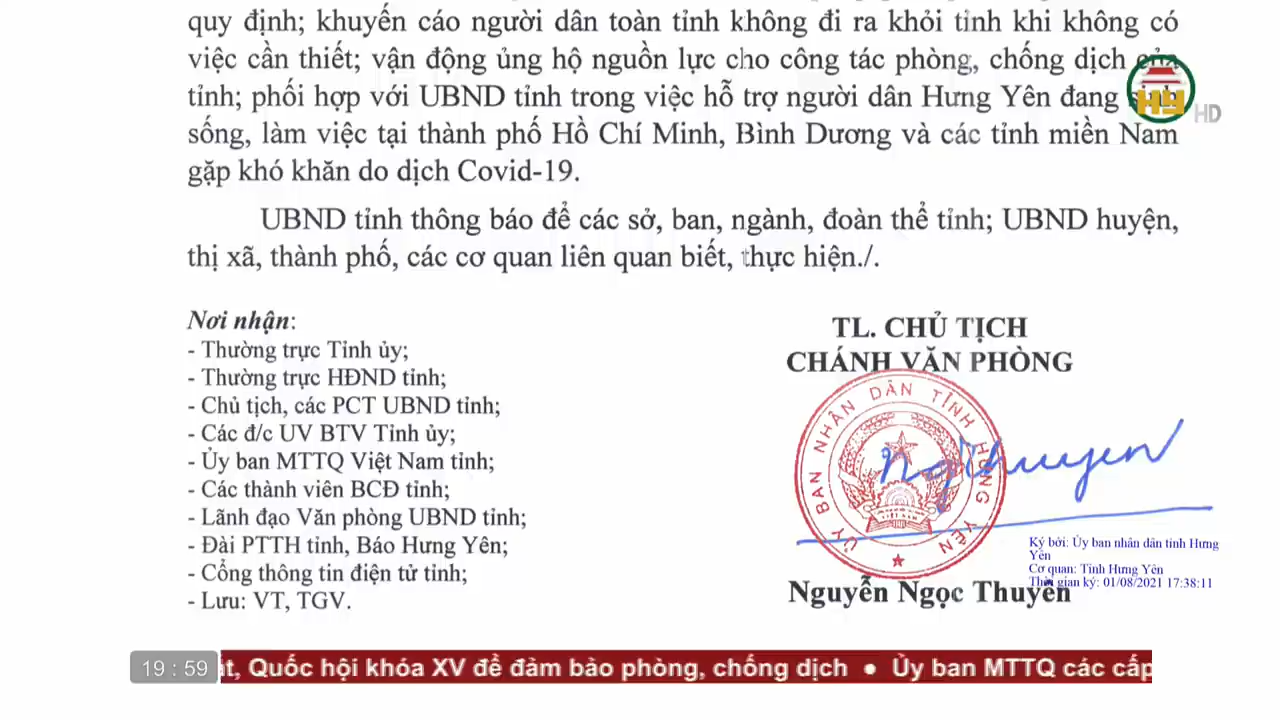 quy định; khuyến cáo người dân toàn tỉnh không đi ra khỏi tỉnh khi không có
việc cần thiết; vận động ủng hộ nguồn lực cho công tác phòng, chống dịch của
tỉnh; phối hợp với UBND tỉnh trong việc hỗ trợ người dân Hưng Yên đang sinh
sống, làm việc tại thành phố Hồ Chí Minh, Bình Dương và các tỉnh miền Nam
gặp khó khăn do dịch Covid-19.
UBND tỉnh thông báo để các sở, ban, ngành, đoàn thể tỉnh; UBND huyện,
thị xã, thành phố, các cơ quan liên quan biết, thực hiện./.
HY HD
Nơi nhận:
- Thường trực Tỉnh ủy;
- Thường trực HĐND tỉnh;
- Chủ tịch, các PCT UBND tỉnh;
- Các đ/c UV BTV Tỉnh ủy;
- Ủy ban MTTQ Việt Nam tỉnh;
- Các thành viên BCĐ tỉnh;
- Lãnh đạo Văn phòng UBND tỉnh;
- Đài PTTH tỉnh, Báo Hưng Yên;
- Cổng thông tin điện tử tỉnh;
- Lưu: VT, TGV.
TL. CHỦ TỊCH
CHÁNH VĂN PHÒNG
ỦY BAN NHÂN DÂN TỈNH HƯNG YÊN
Ký bởi: Ủy ban nhân dân tỉnh Hưng
Yên
Cơ quan: Tỉnh Hưng Yên
Thời gian ký: 01/08/2021 17:38:11
Nguyễn Ngọc Thuyên
19 : 59
Quốc hội khóa XV để đảm bảo phòng, chống dịch ● Ủy ban MTTQ các cấp